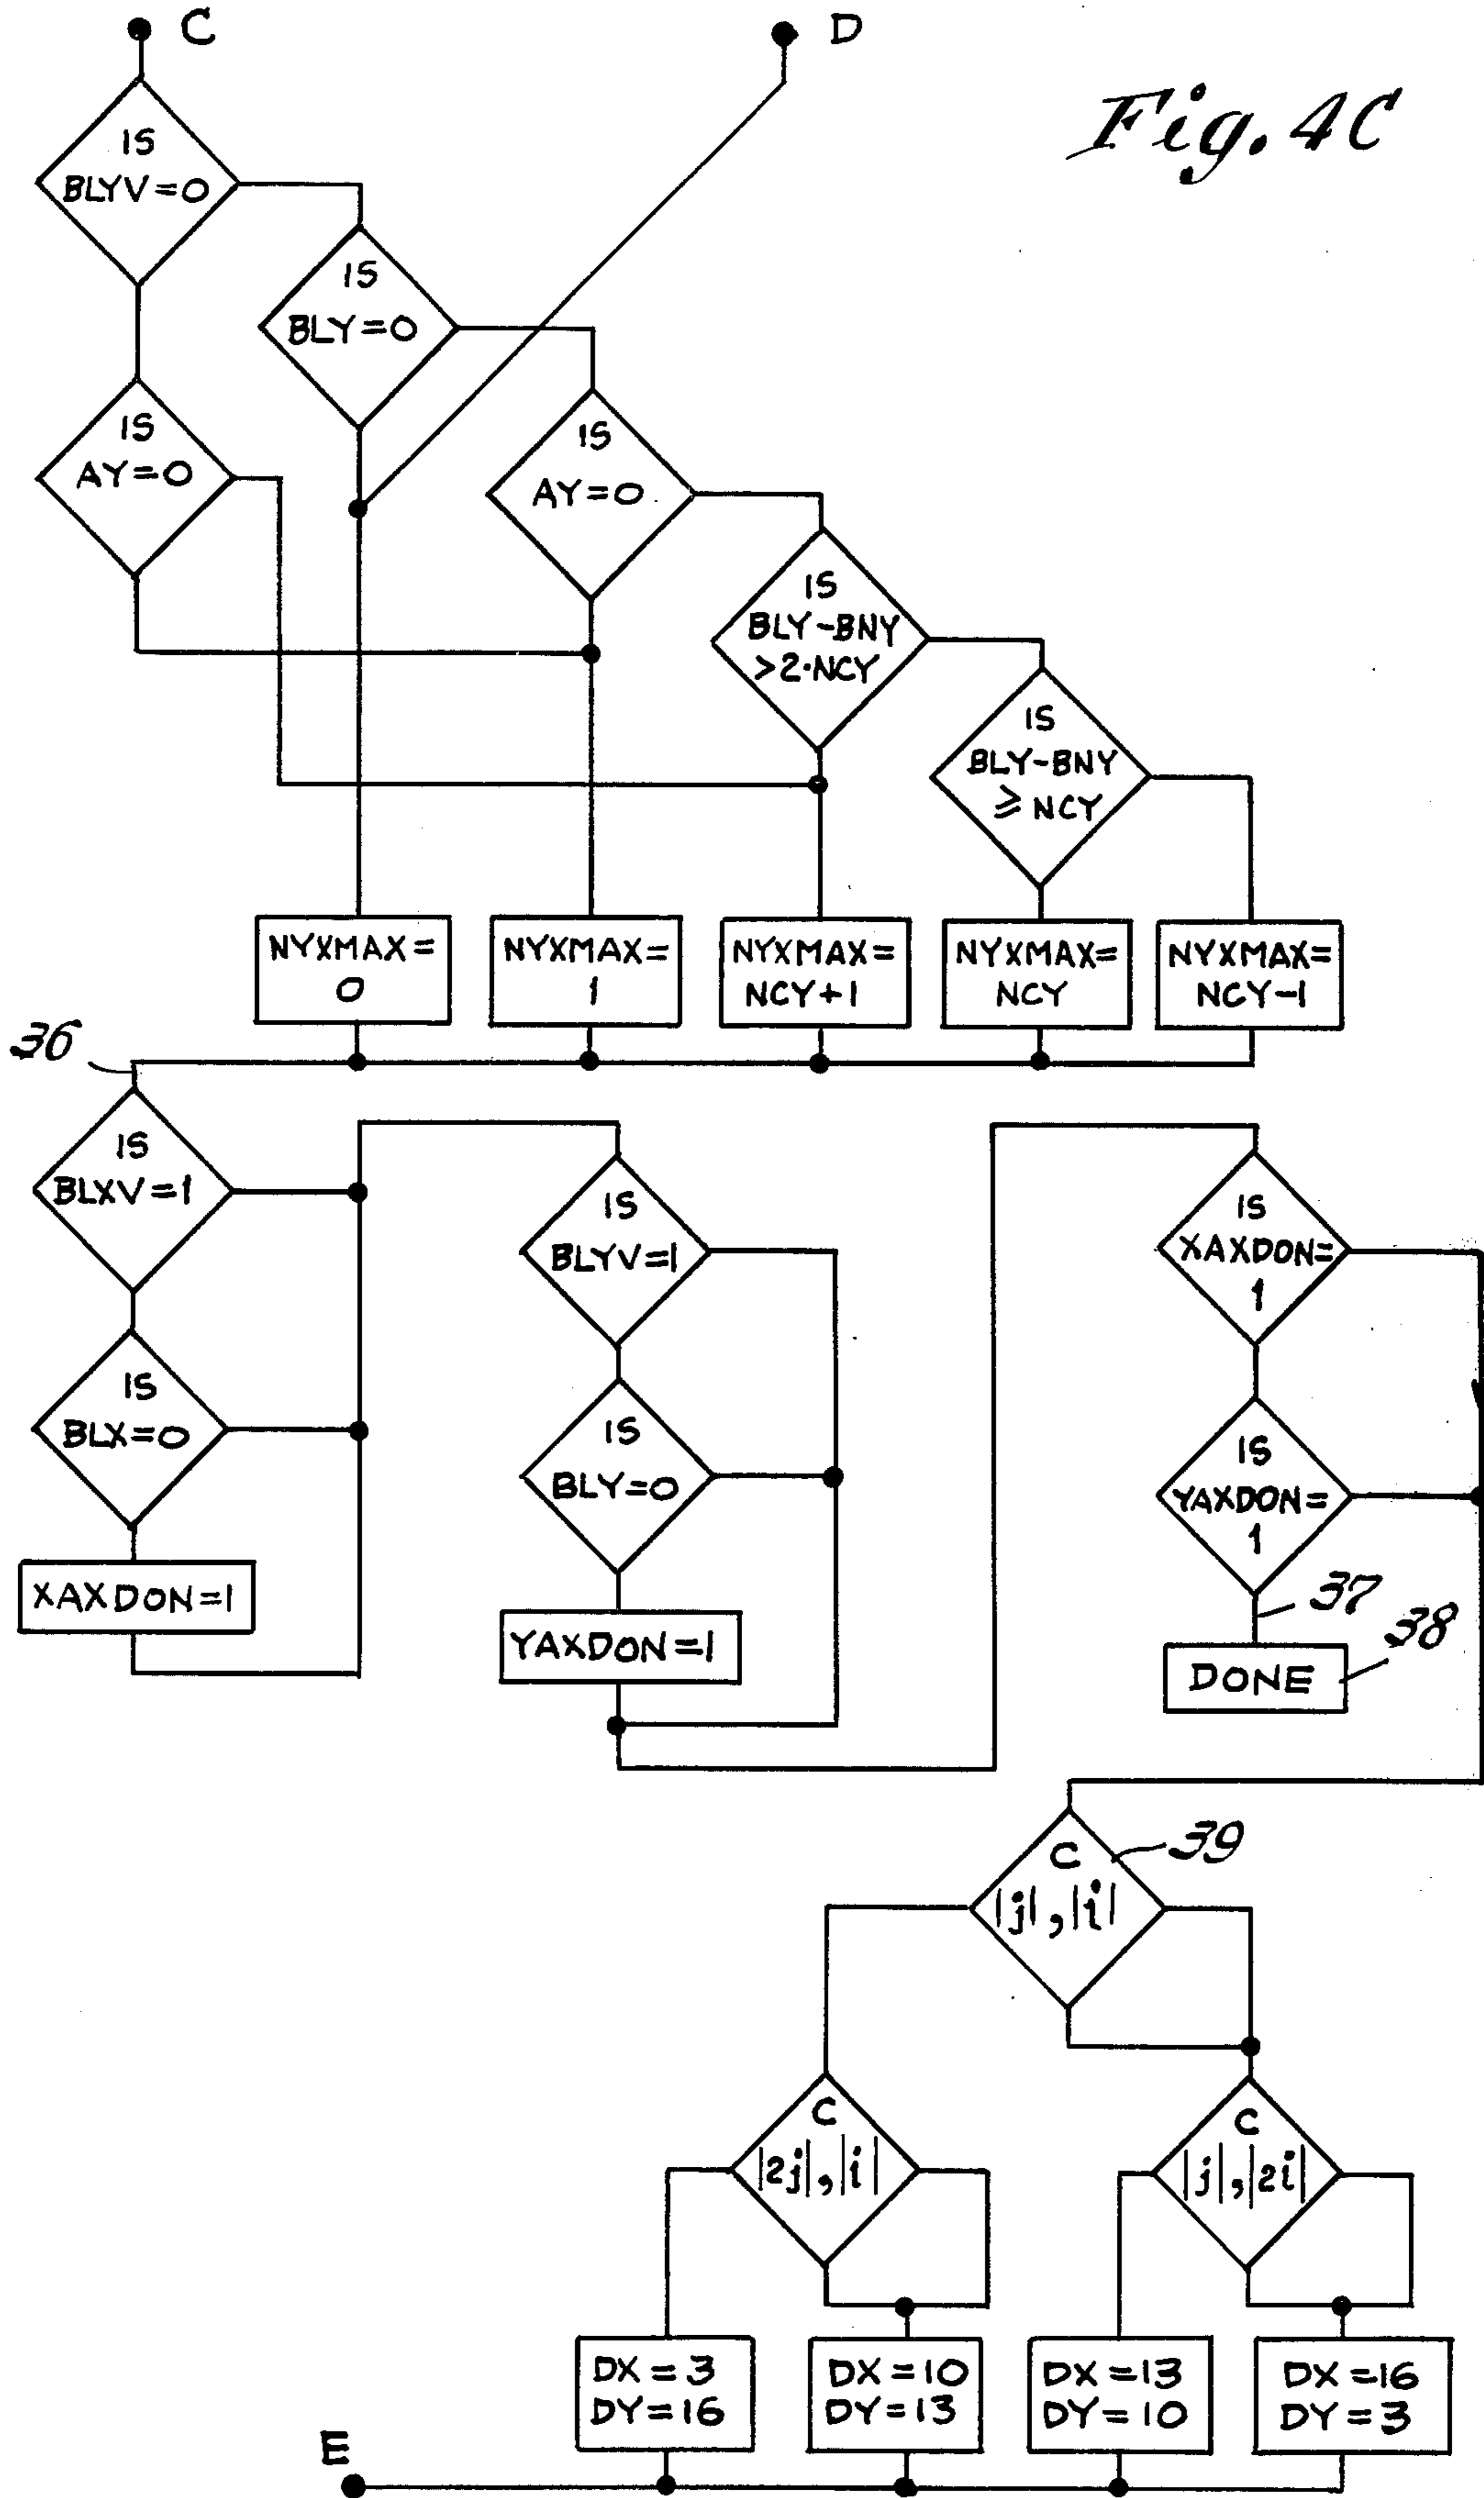 C
D
Fig. 4C
IS
BLYV=0
IS
BLY=0
IS
AY=0
IS
AY=0
IS
BLY-BNY
>2·NCY
IS
BLY-BNY
≥NCY
NYXMAX=
0
NYXMAX=
1
NYXMAX=
NCY+1
NYXMAX=
NCY
NYXMAX=
NCY-1
36
IS
BLXV=1
IS
BLYV=1
IS
XAXDON=
1
IS
BLX=0
IS
BLY=0
IS
YAXDON=
1
XAXDON=1
YAXDON=1
37
38
DONE
39
C
|j|,|i|
C
|2j|,|i|
C
|j|,|2i|
DX=3
DY=16
DX=10
DY=13
DX=13
DY=10
DX=16
DY=3
E